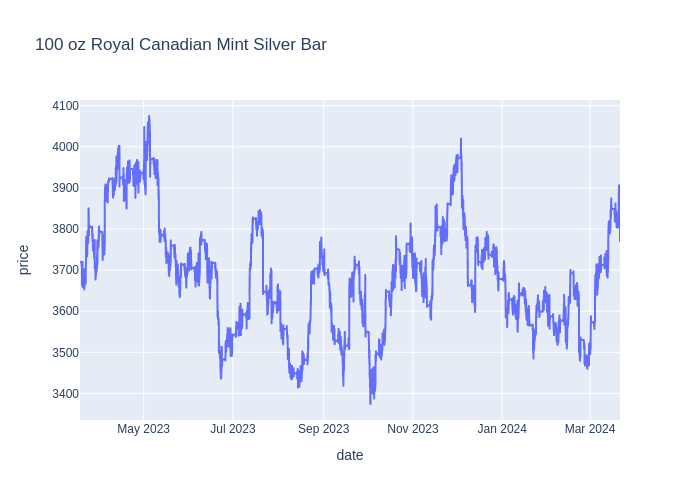 100 oz Royal Canadian Mint Silver Bar
4100
4000
3900
3800
3700
3600
3500
3400
price
May 2023 Jul 2023 Sep 2023 Nov 2023 Jan 2024 Mar 2024
date